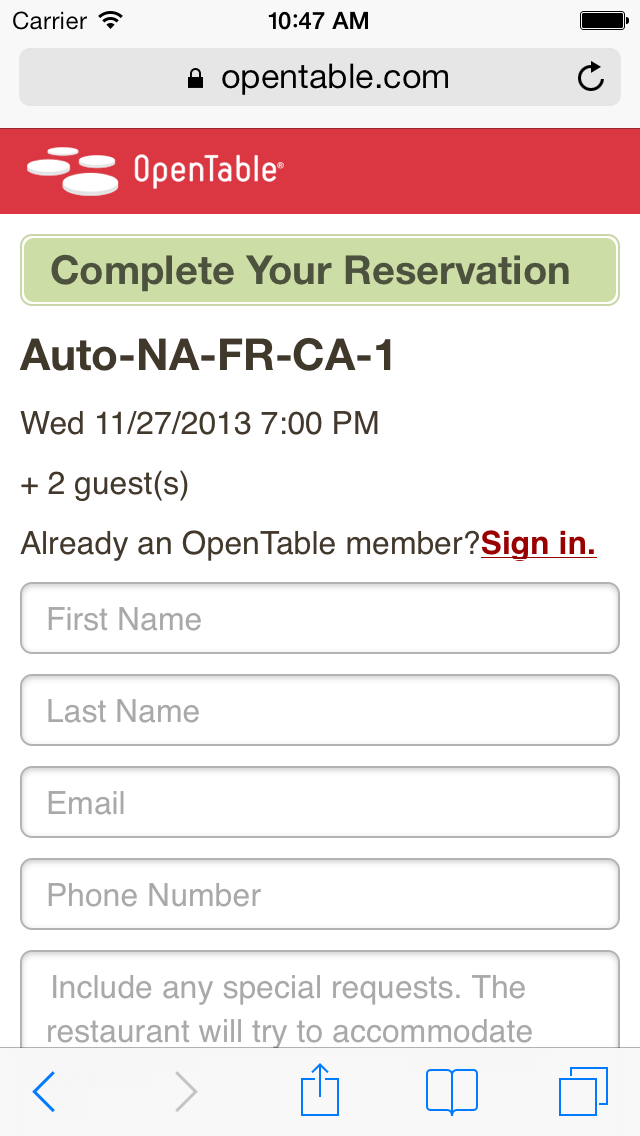 Carrier 10:47 AM
opentable.com
OpenTable®
Complete Your Reservation
Auto-NA-FR-CA-1
Wed 11/27/2013 7:00 PM
+ 2 guest(s)
Already an OpenTable member?Sign in.
First Name
Last Name
Email
Phone Number
Include any special requests. The
restaurant will try to accommodate